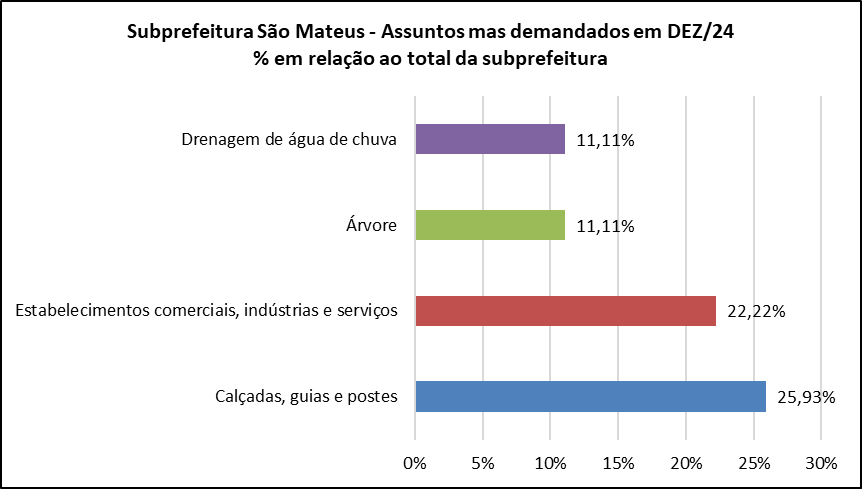 Subprefeitura São Mateus - Assuntos mas demandados em DEZ/24
% em relação ao total da subprefeitura
Drenagem de água de chuva
11,11%
Árvore
11,11%
Estabelecimentos comerciais, indústrias e serviços
22,22%
Calçadas, guias e postes
25,93%
0% 5% 10% 15% 20% 25% 30%